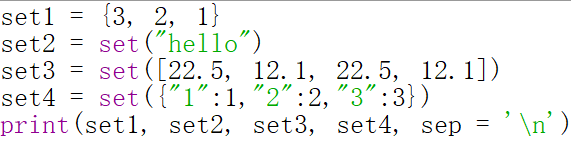 set1 = {3, 2, 1}
set2 = set("hello")
set3 = set([22.5, 12.1, 22.5, 12.1])
set4 = set({"1":1,"2":2,"3":3})
print(set1, set2, set3, set4, sep = '\n')